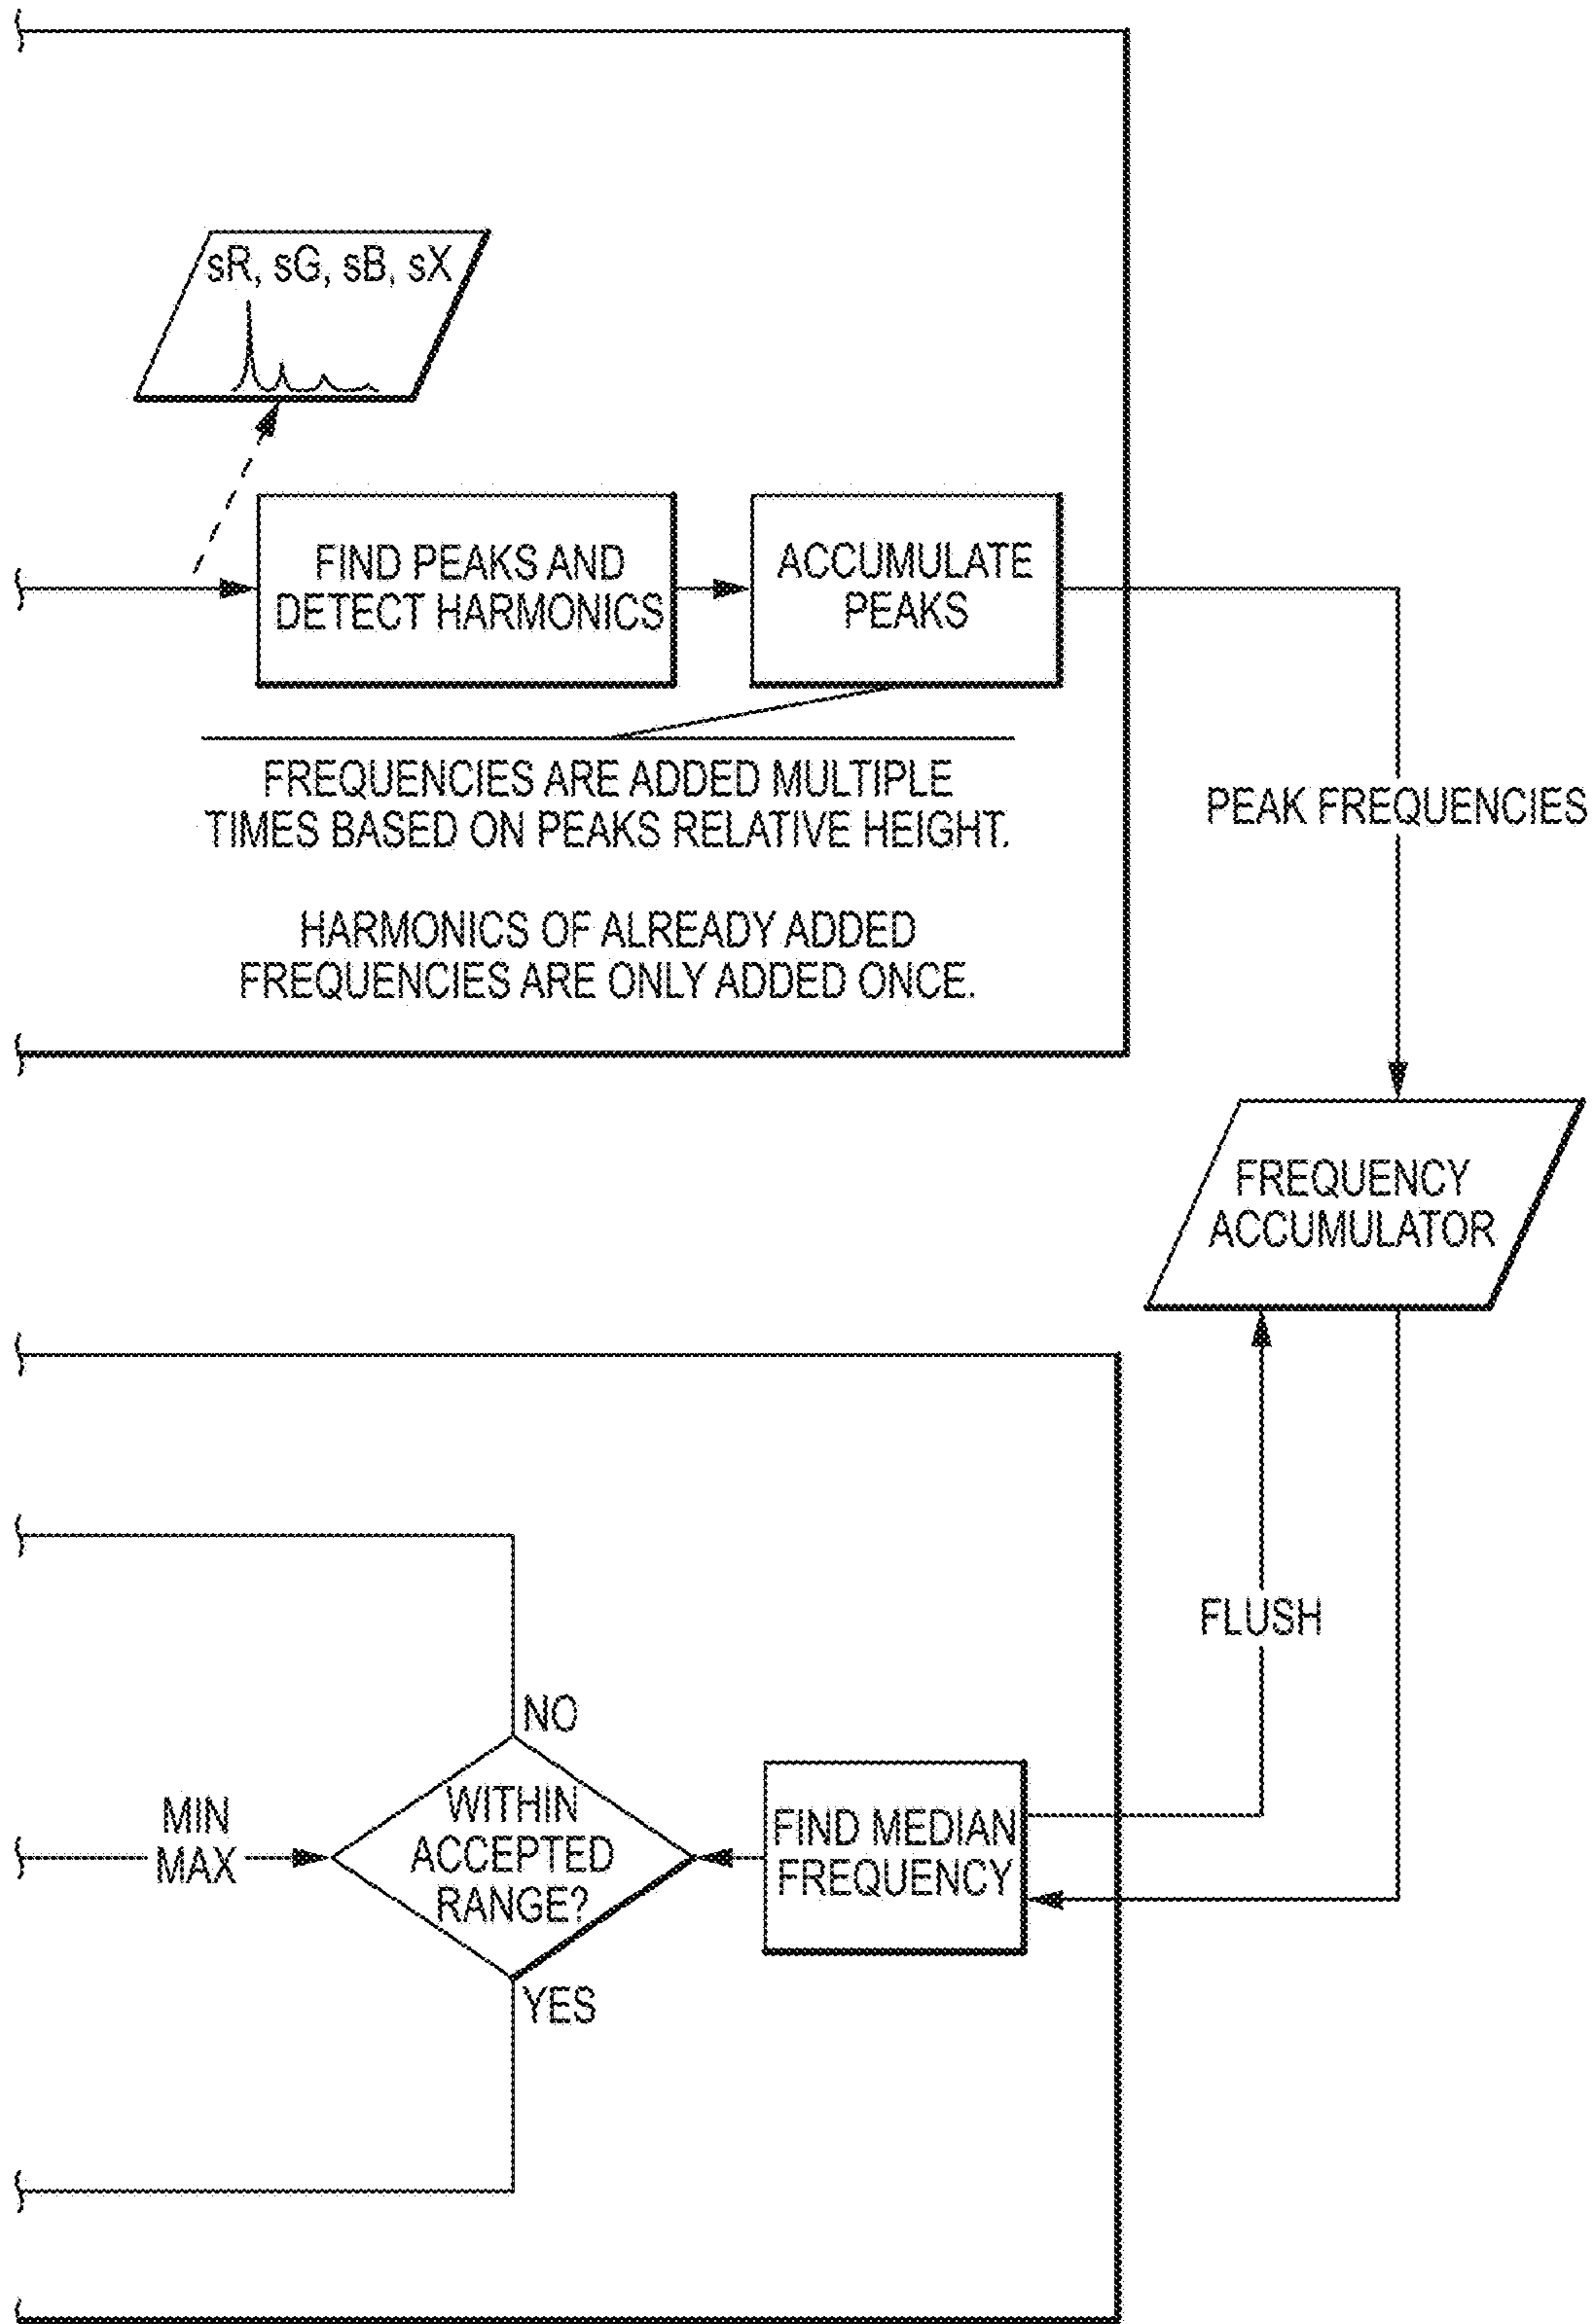 sR, sG, sB, sX
FIND PEAKS AND
DETECT HARMONICS
ACCUMULATE
PEAKS
FREQUENCIES ARE ADDED MULTIPLE
TIMES BASED ON PEAKS RELATIVE HEIGHT.
HARMONICS OF ALREADY ADDED
FREQUENCIES ARE ONLY ADDED ONCE.
PEAK FREQUENCIES
FREQUENCY
ACCUMULATOR
FLUSH
NO
MIN
MAX
WITHIN
ACCEPTED
RANGE?
FIND MEDIAN
FREQUENCY
YES